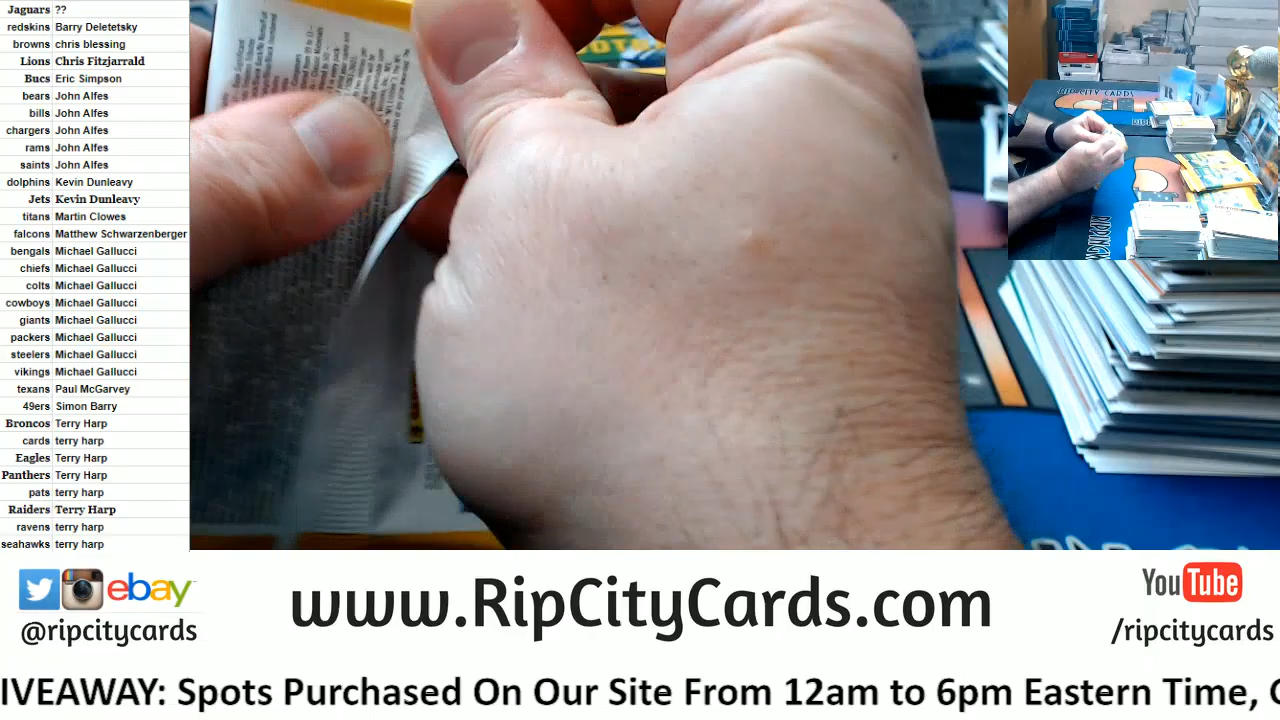 Jaguars ??
redskins Barry Deletetsky
browns chris blessing
Lions Chris Fitzjarrald
Bucs Eric Simpson
bears John Alfes
bills John Alfes
chargers John Alfes
rams John Alfes
saints John Alfes
dolphins Kevin Dunleavy
Jets Kevin Dunleavy
titans Martin Clowes
falcons Matthew Schwarzenberger
bengals Michael Gallucci
chiefs Michael Gallucci
colts Michael Gallucci
cowboys Michael Gallucci
giants Michael Gallucci
packers Michael Gallucci
steelers Michael Gallucci
vikings Michael Gallucci
texans Paul McGarvey
49ers Simon Barry
Broncos Terry Harp
cards terry harp
Eagles Terry Harp
Panthers Terry Harp
pats terry harp
Raiders Terry Harp
ravens terry harp
seahawks terry harp
RIP CITY CARDS
ebay
@ripcitycards
www.RipCityCards.com
YouTube
/ripcitycards
IVEAWAY: Spots Purchased On Our Site From 12am to 6pm Eastern Time,